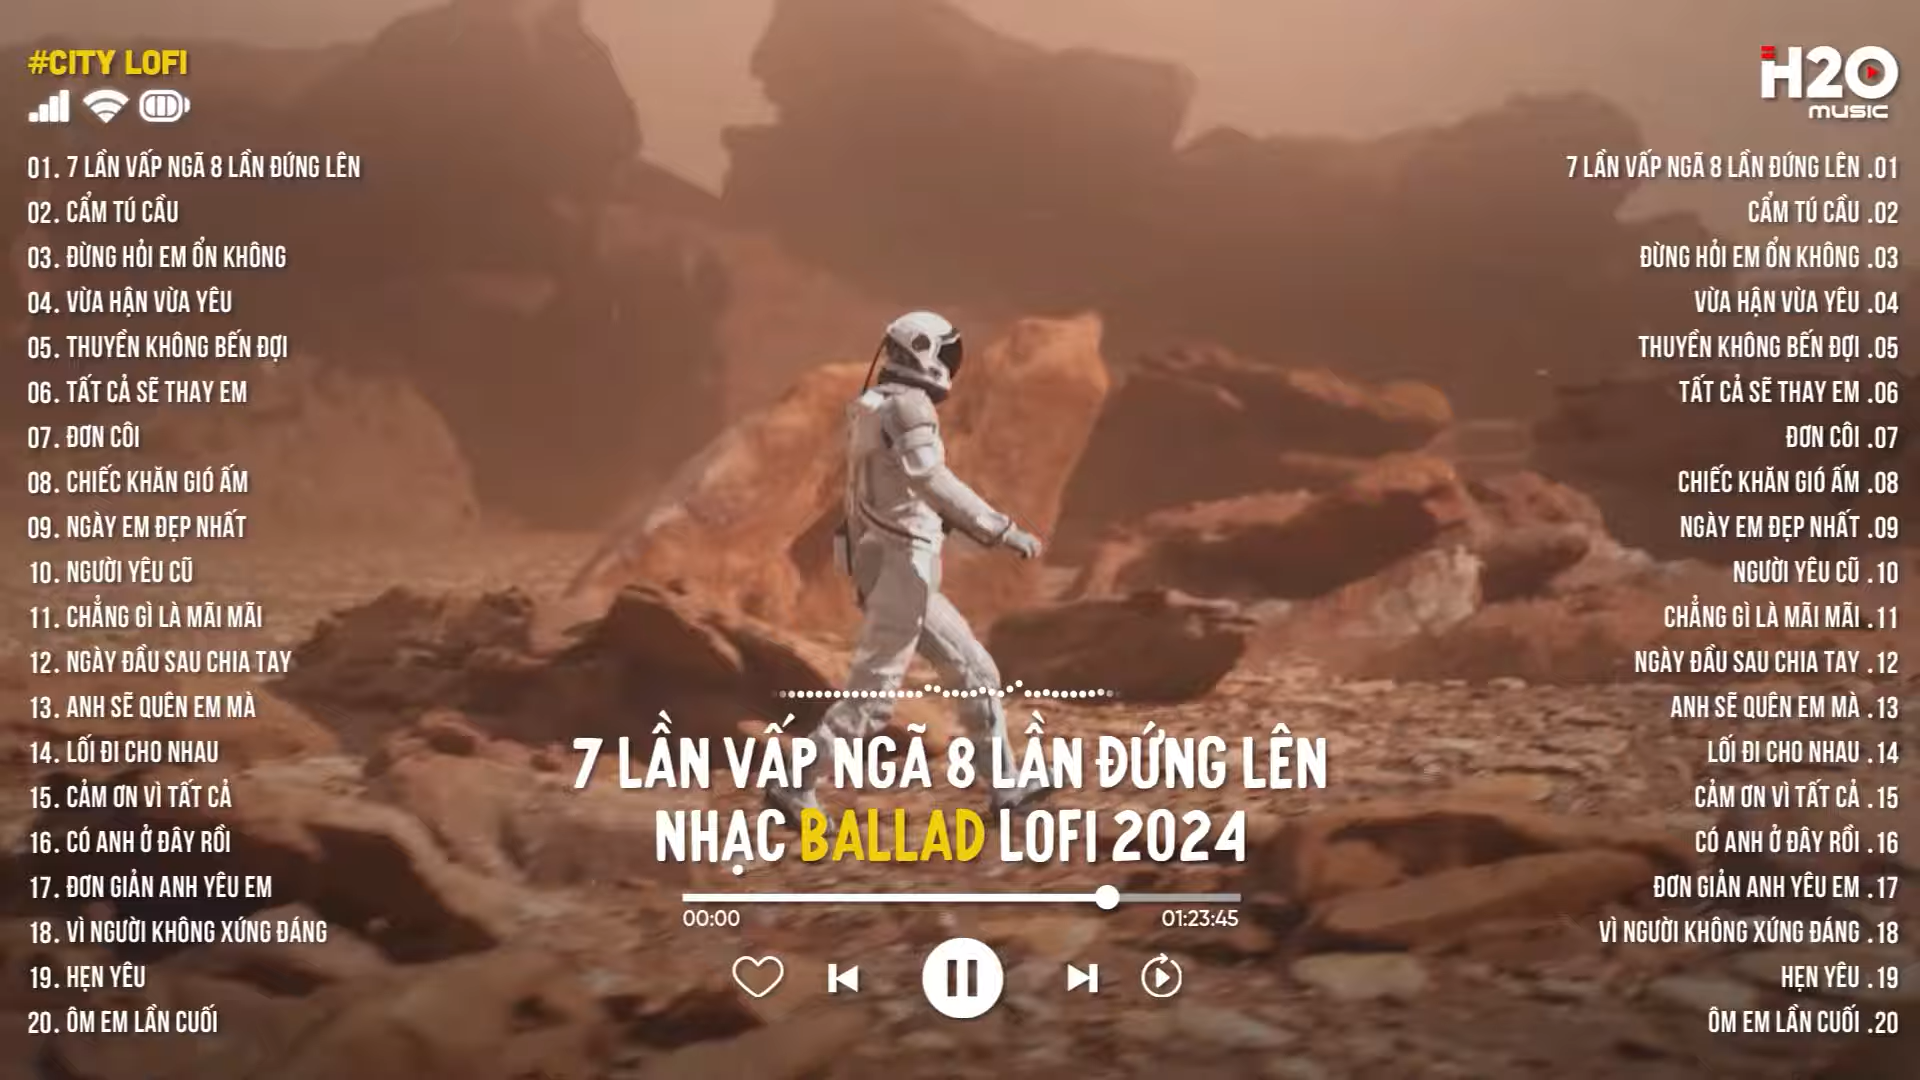 #CITY LOFI
H2O
MUSIC
01. 7 LẦN VẤP NGÃ 8 LẦN ĐỨNG LÊN
02. CẨM TÚ CẦU
03. ĐỪNG HỎI EM ỔN KHÔNG
04. VỪA HẬN VỪA YÊU
05. THUYỀN KHÔNG BẾN ĐỢI
06. TẤT CẢ SẼ THAY EM
07. ĐƠN CÔI
08. CHIẾC KHĂN GIÓ ẤM
09. NGÀY EM ĐẸP NHẤT
10. NGƯỜI YÊU CŨ
11. CHẲNG GÌ LÀ MÃI MÃI
12. NGÀY ĐẦU SAU CHIA TAY
13. ANH SẼ QUÊN EM MÀ
14. LỐI ĐI CHO NHAU
15. CẢM ƠN VÌ TẤT CẢ
16. CÓ ANH Ở ĐÂY RỒI
17. ĐƠN GIẢN ANH YÊU EM
18. VÌ NGƯỜI KHÔNG XỨNG ĐÁNG
19. HẸN YÊU
20. ÔM EM LẦN CUỐI
7 LẦN VẤP NGÃ 8 LẦN ĐỨNG LÊN
NHẠC BALLAD LOFI 2024
00:00
01:23:45
7 LẦN VẤP NGÃ 8 LẦN ĐỨNG LÊN .01
CẨM TÚ CẦU .02
ĐỪNG HỎI EM ỔN KHÔNG .03
VỪA HẬN VỪA YÊU .04
THUYỀN KHÔNG BẾN ĐỢI .05
TẤT CẢ SẼ THAY EM .06
ĐƠN CÔI .07
CHIẾC KHĂN GIÓ ẤM .08
NGÀY EM ĐẸP NHẤT .09
NGƯỜI YÊU CŨ .10
CHẲNG GÌ LÀ MÃI MÃI .11
NGÀY ĐẦU SAU CHIA TAY .12
ANH SẼ QUÊN EM MÀ .13
LỐI ĐI CHO NHAU .14
CẢM ƠN VÌ TẤT CẢ .15
CÓ ANH Ở ĐÂY RỒI .16
ĐƠN GIẢN ANH YÊU EM .17
VÌ NGƯỜI KHÔNG XỨNG ĐÁNG .18
HẸN YÊU .19
ÔM EM LẦN CUỐI .20